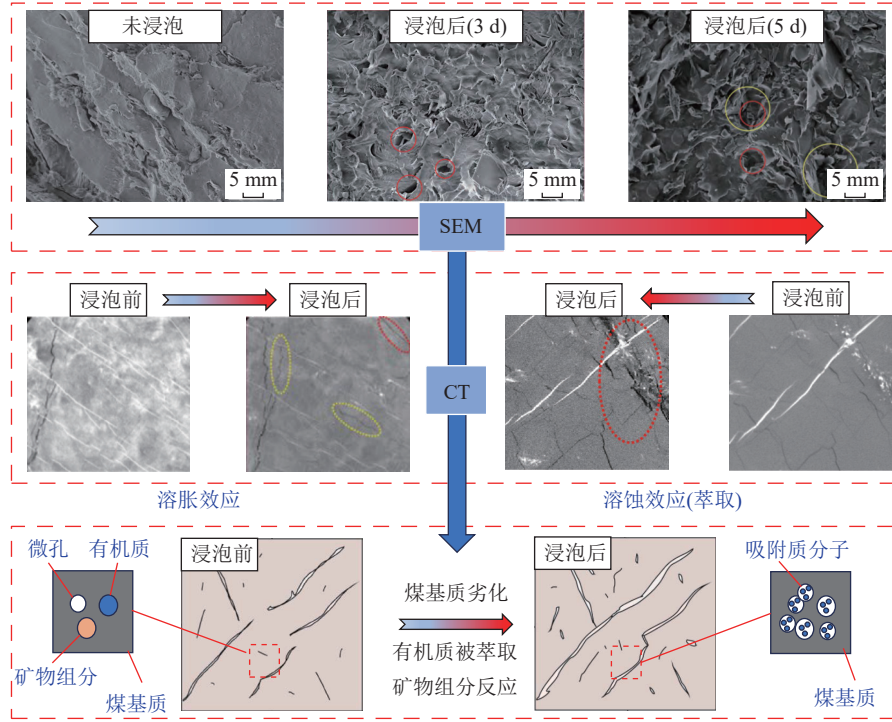 未浸泡
浸泡后(3 d)
浸泡后(5 d)
5 mm
5 mm
5 mm
SEM
浸泡前
浸泡后
浸泡后
浸泡前
CT
溶胀效应
溶蚀效应(萃取)
微孔
有机质
矿物组分
煤基质
浸泡前
煤基质劣化
有机质被萃取
矿物组分反应
浸泡后
吸附质分子
煤基质